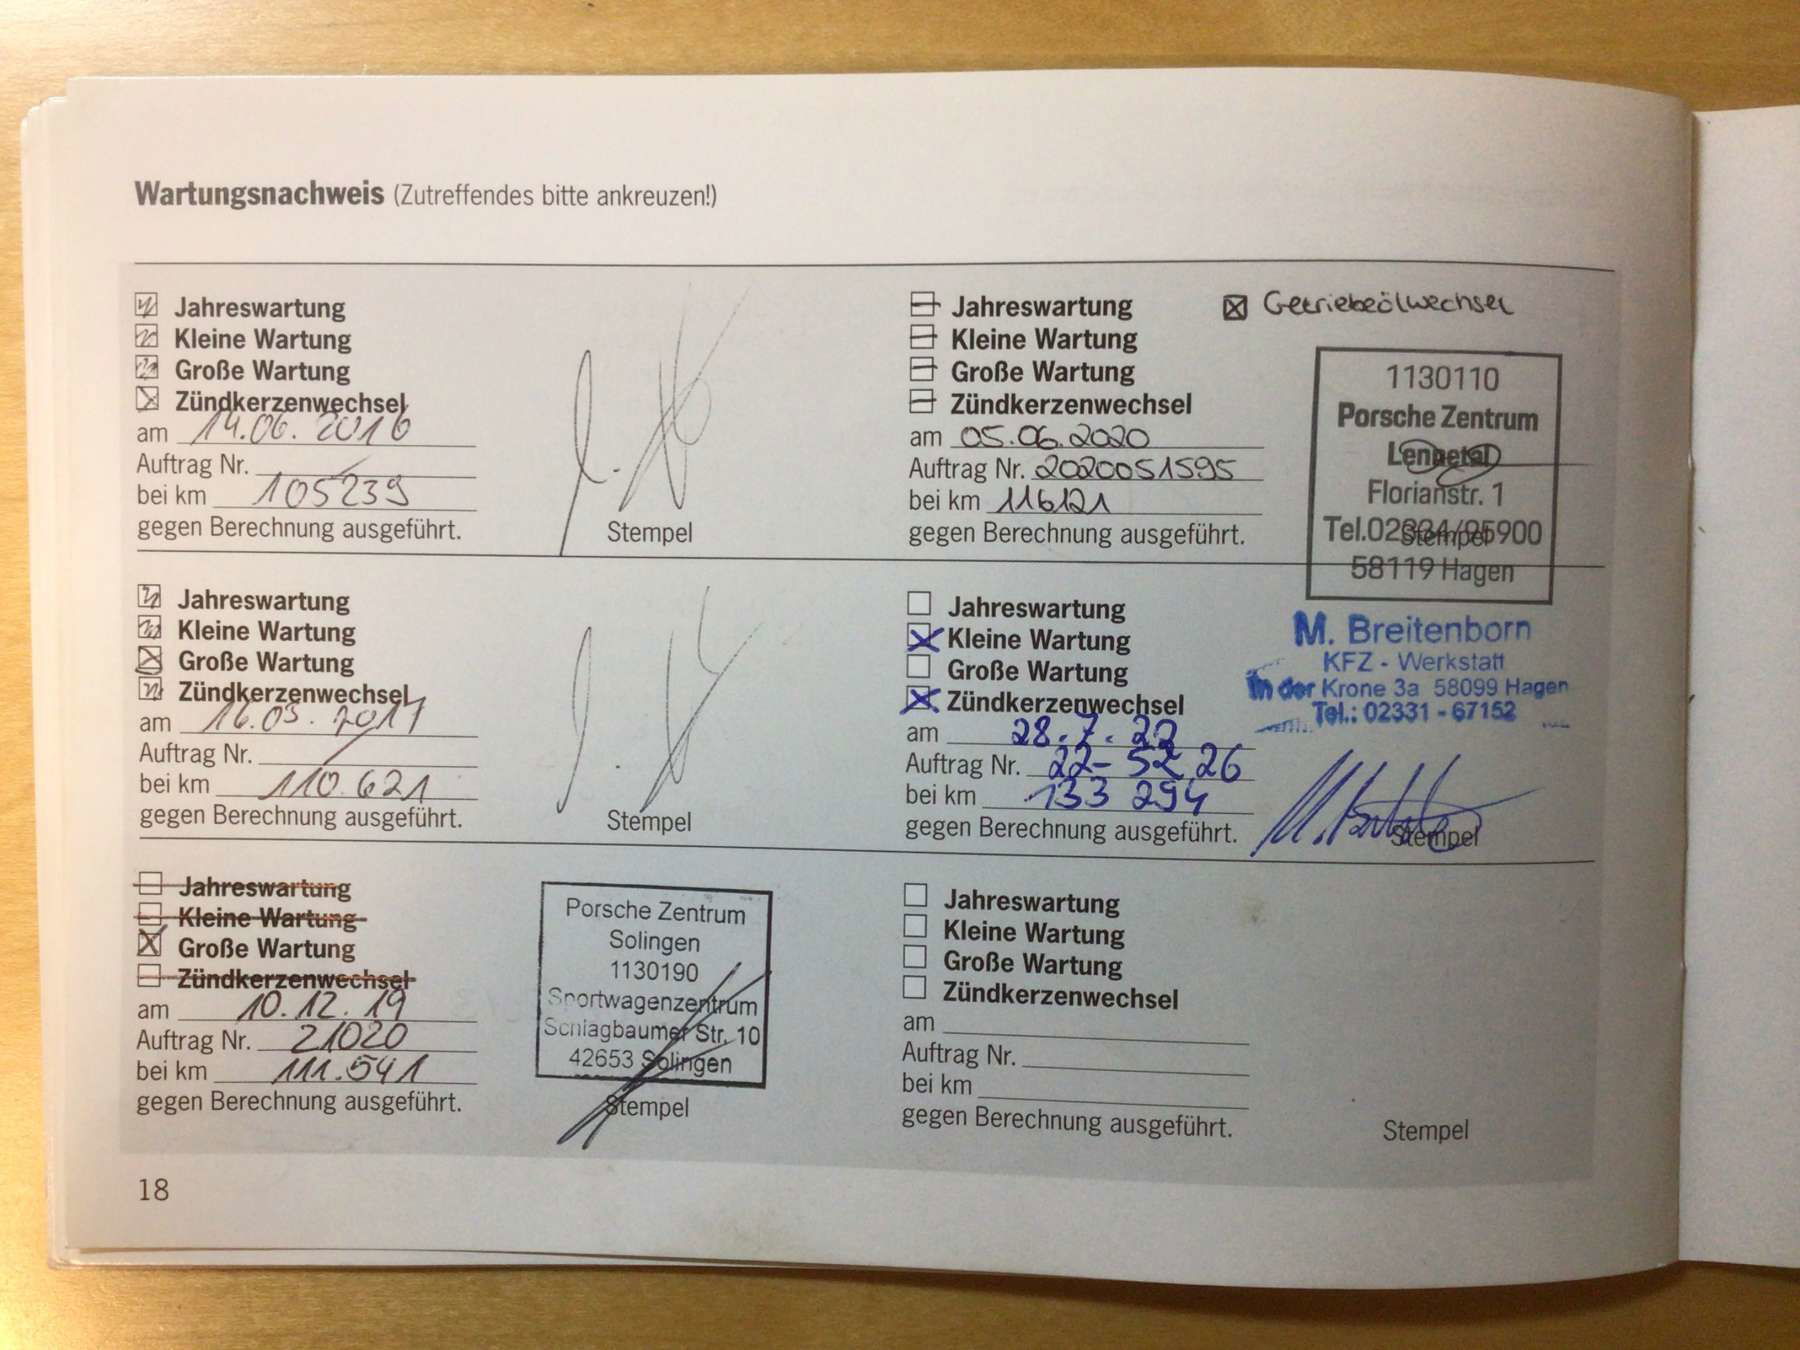 Wartungsnachweis (Zutreffendes bitte ankreuzen!)
Jahreswartung
Kleine Wartung
Große Wartung
Zündkerzenwechsel
am 14.06.2016
Auftrag Nr.
bei km 105239
gegen Berechnung ausgeführt.
Stempel
Jahreswartung
Kleine Wartung
Große Wartung
Zündkerzenwechsel
am 16.03.2017
Auftrag Nr.
bei km 110.621
gegen Berechnung ausgeführt.
Stempel
Jahreswartung
Kleine Wartung
Große Wartung
Zündkerzenwechsel
am 10.12.19
Auftrag Nr. 21020
bei km 111.541
gegen Berechnung ausgeführt.
Porsche Zentrum
Solingen
1130190
Sportwagenzentrum
Schlagbaumer Str. 10
42653 Solingen
Stempel
Jahreswartung
Kleine Wartung
Große Wartung
Zündkerzenwechsel
am 05.06.2020
Auftrag Nr. 2020051595
bei km 116121
gegen Berechnung ausgeführt.
Getriebeölwechsel
1130110
Porsche Zentrum
Lennetal
Florianstr. 1
Tel.02334/95900
Stempel
58119 Hagen
Jahreswartung
Kleine Wartung
Große Wartung
Zündkerzenwechsel
am 28.7.22
Auftrag Nr. 22-5226
bei km 133 294
gegen Berechnung ausgeführt.
M. Breitenborn
KFZ - Werkstatt
In der Krone 3a 58099 Hagen
Tel.: 02331 - 67152
Stempel
Jahreswartung
Kleine Wartung
Große Wartung
Zündkerzenwechsel
am
Auftrag Nr.
bei km
gegen Berechnung ausgeführt.
Stempel
18